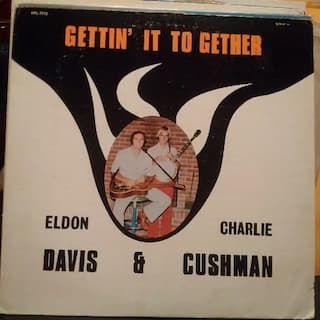 GETTIN' IT TO GETHER
ELDON CHARLIE
DAVIS & CUSHMAN